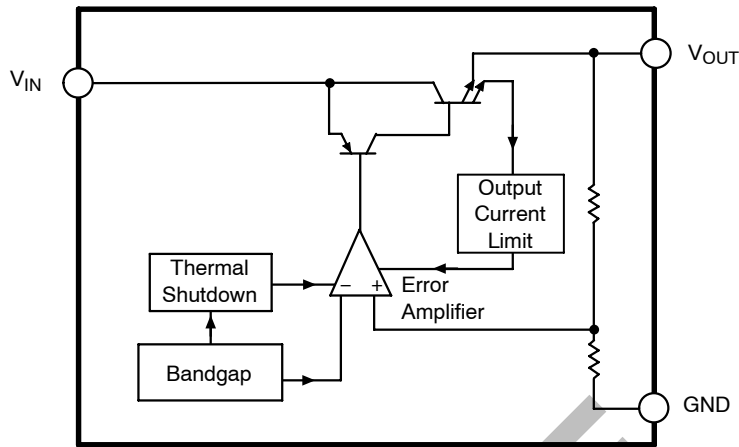 V_IN
V_OUT
Output
Current
Limit
Thermal
Shutdown
− +
Error
Amplifier
Bandgap
GND